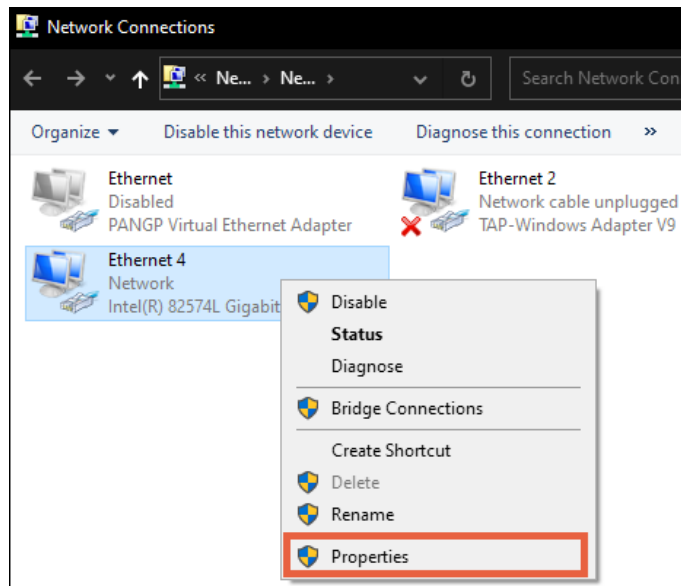 Network Connections
« Ne... › Ne... ›
Search Network Con
Organize Disable this network device Diagnose this connection »
Ethernet
Disabled
PANGP Virtual Ethernet Adapter
Ethernet 2
Network cable unplugged
TAP-Windows Adapter V9
Ethernet 4
Network
Intel(R) 82574L Gigabit
Disable
Status
Diagnose
Bridge Connections
Create Shortcut
Delete
Rename
Properties